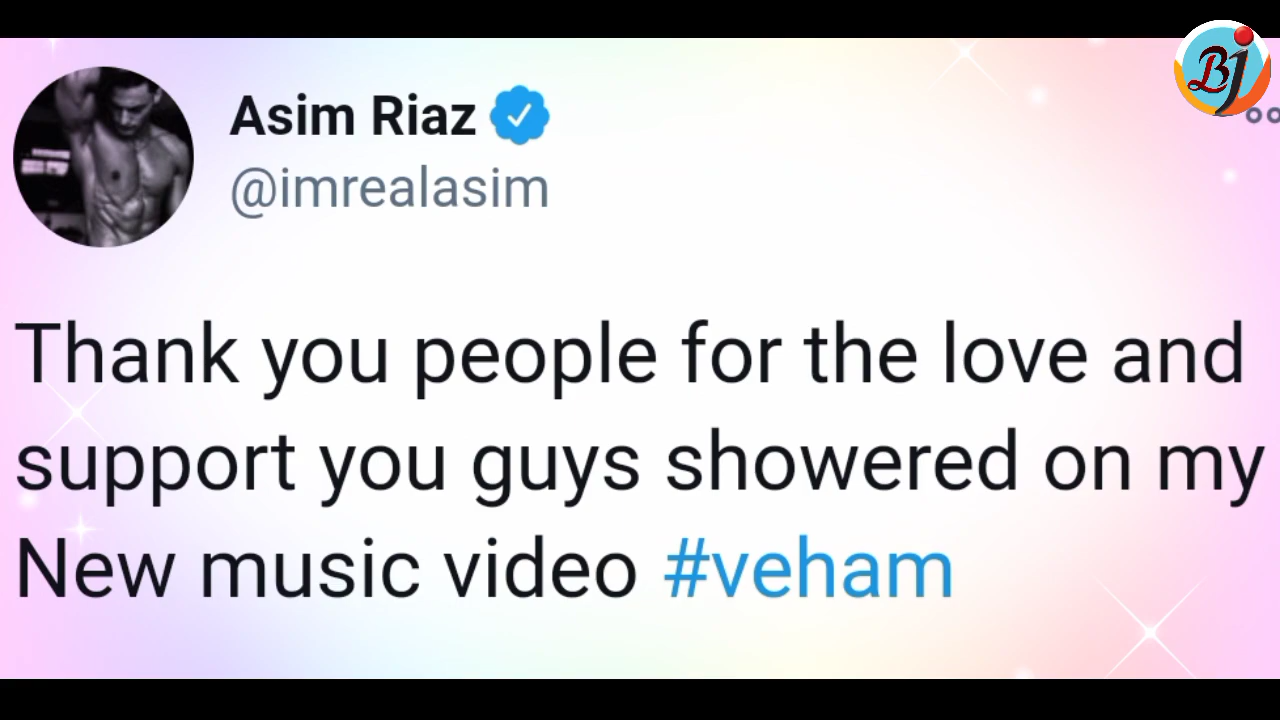 Bj
Asim Riaz
@imrealasim
Thank you people for the love and
support you guys showered on my
New music video #veham